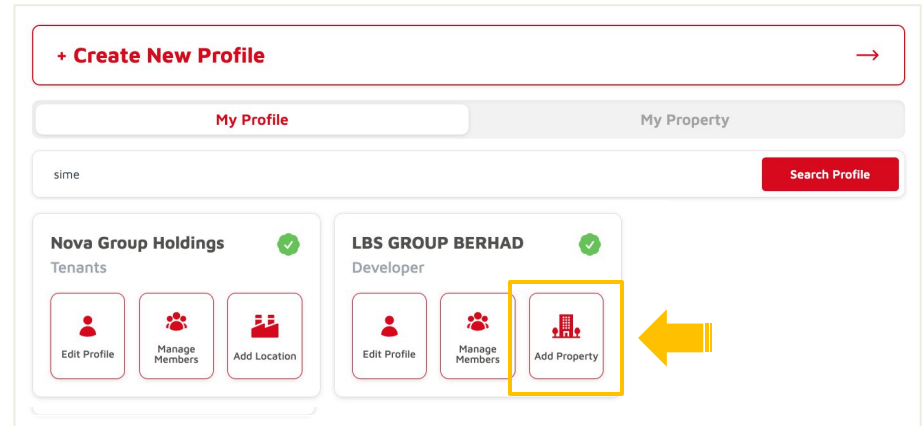 + Create New Profile
My Profile
My Property
sime
Search Profile
Nova Group Holdings
Tenants
Edit Profile
Manage
Members
Add Location
LBS GROUP BERHAD
Developer
Edit Profile
Manage
Members
Add Property